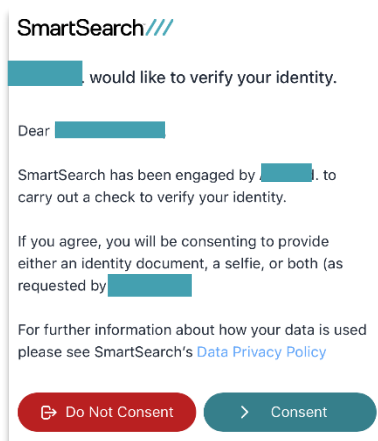 SmartSearch///
would like to verify your identity.
Dear
SmartSearch has been engaged by to
carry out a check to verify your identity.
If you agree, you will be consenting to provide
either an identity document, a selfie, or both (as
requested by
For further information about how your data is used
please see SmartSearch's Data Privacy Policy
Do Not Consent
Consent